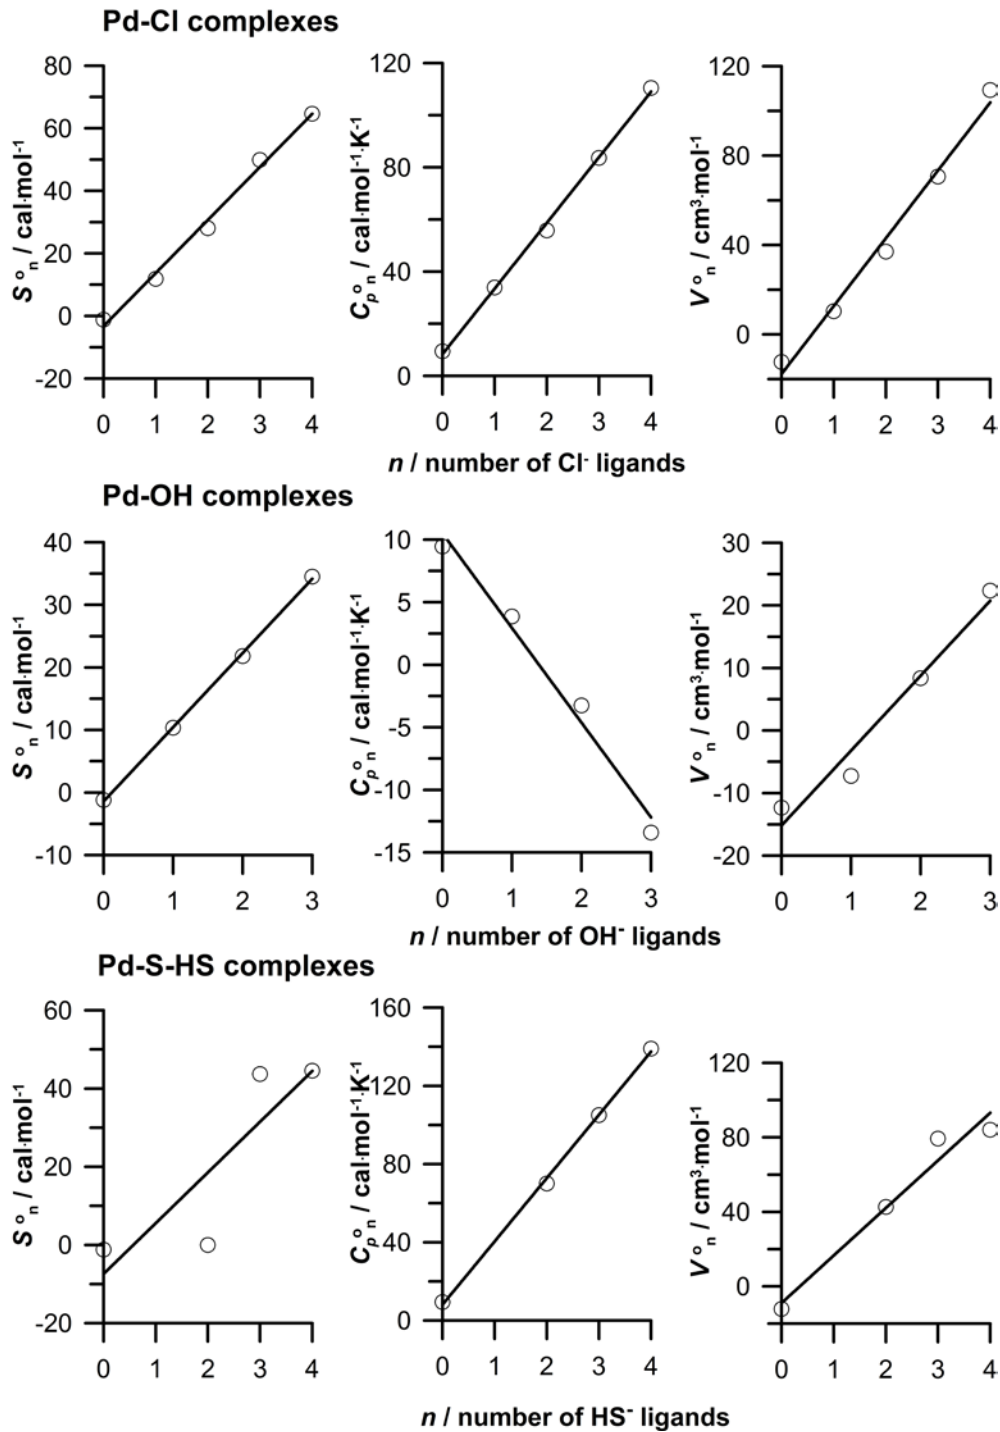 Pd-Cl complexes
S°n / cal·mol-1
80
60
40
20
0
-20
0 1 2 3 4
Cp°n / cal·mol-1·K-1
120
80
40
0
0 1 2 3 4
V°n / cm3·mol-1
120
80
40
0
0 1 2 3 4
n / number of Cl- ligands
Pd-OH complexes
S°n / cal·mol-1
40
30
20
10
0
-10
0 1 2 3
Cp°n / cal·mol-1·K-1
10
5
0
-5
-10
-15
0 1 2 3
V°n / cm3·mol-1
30
20
10
0
-10
-20
0 1 2 3
n / number of OH- ligands
Pd-S-HS complexes
S°n / cal·mol-1
60
40
20
0
-20
0 1 2 3 4
Cp°n / cal·mol-1·K-1
160
120
80
40
0
0 1 2 3 4
V°n / cm3·mol-1
120
80
40
0
0 1 2 3 4
n / number of HS- ligands